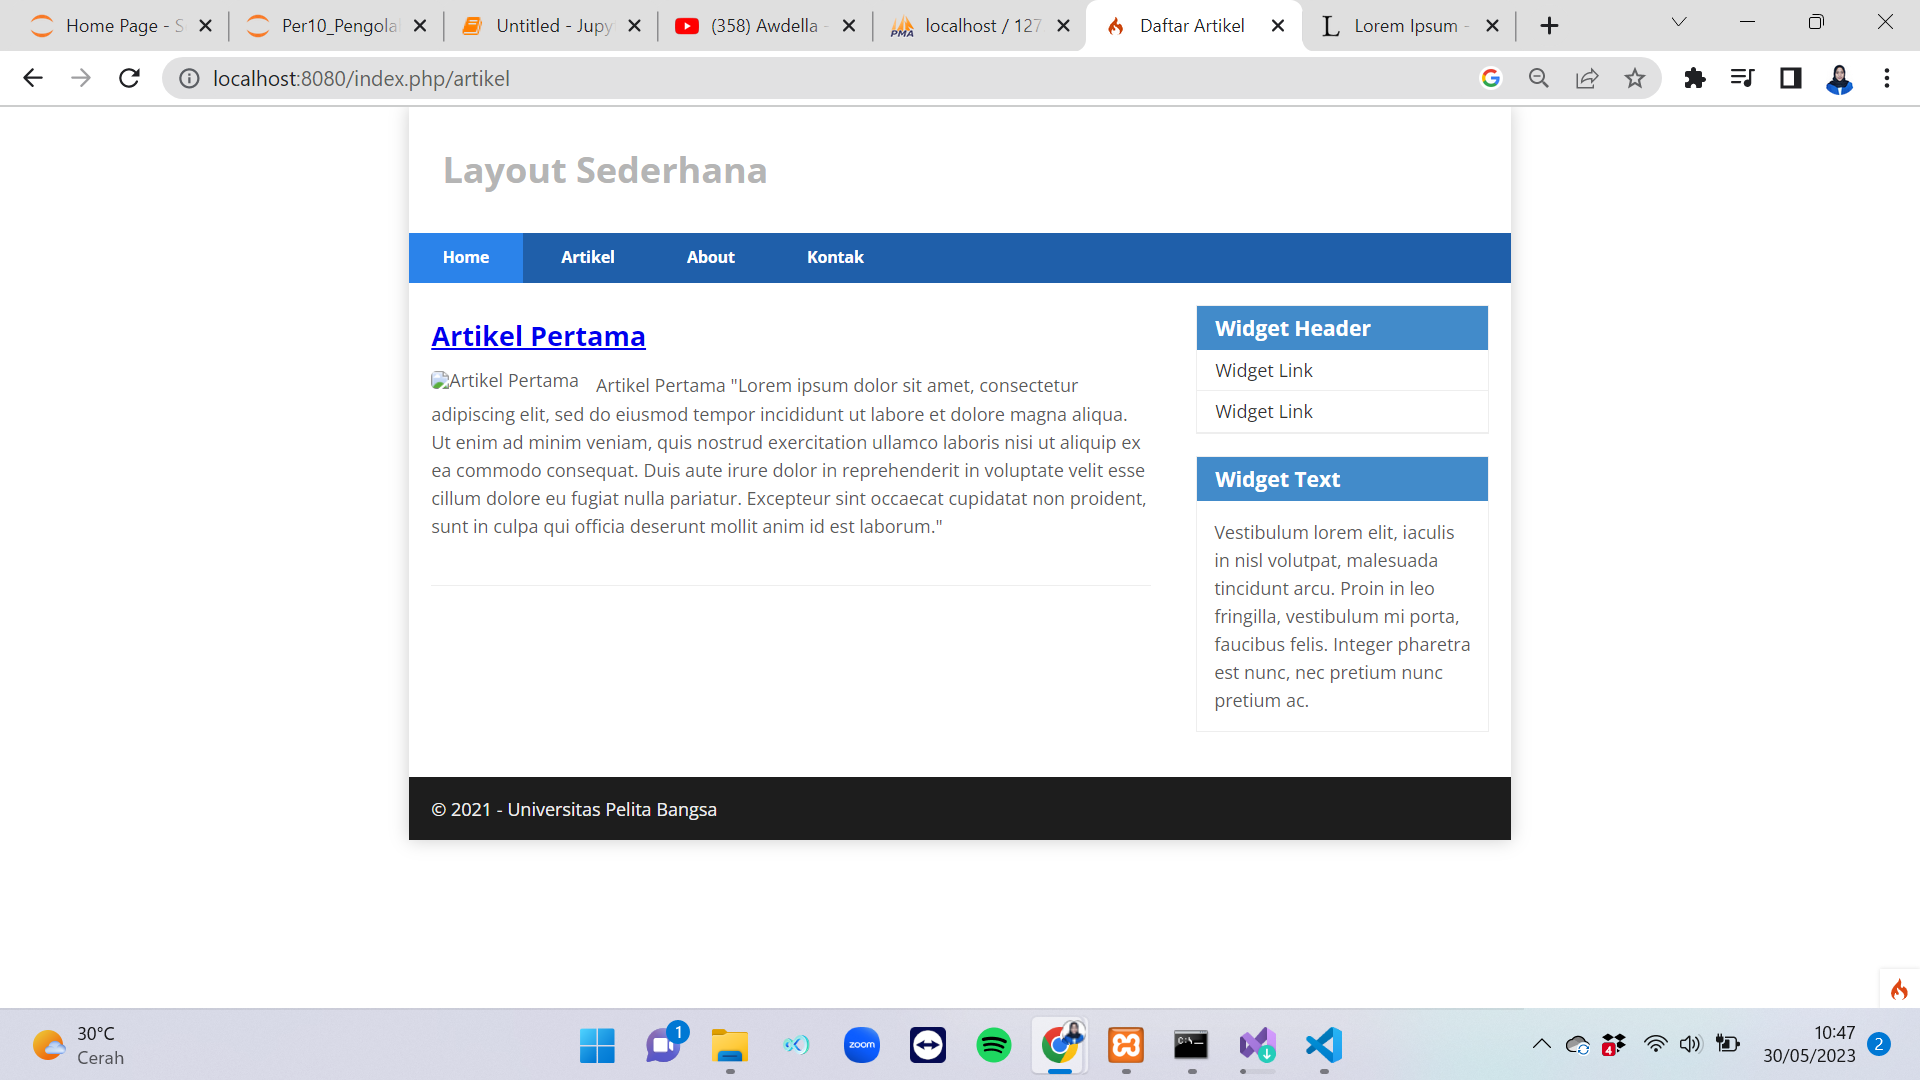 Home Page - S
Per10_Pengola
Untitled - Jupy
(358) Awdella -
PMA
localhost / 127
Daftar Artikel
L
Lorem Ipsum -
localhost:8080/index.php/artikel
Layout Sederhana
Home
Artikel
About
Kontak
Artikel Pertama
Artikel Pertama
Artikel Pertama "Lorem ipsum dolor sit amet, consectetur
adipiscing elit, sed do eiusmod tempor incididunt ut labore et dolore magna aliqua.
Ut enim ad minim veniam, quis nostrud exercitation ullamco laboris nisi ut aliquip ex
ea commodo consequat. Duis aute irure dolor in reprehenderit in voluptate velit esse
cillum dolore eu fugiat nulla pariatur. Excepteur sint occaecat cupidatat non proident,
sunt in culpa qui officia deserunt mollit anim id est laborum."
Widget Header
Widget Link
Widget Link
Widget Text
Vestibulum lorem elit, iaculis
in nisl volutpat, malesuada
tincidunt arcu. Proin in leo
fringilla, vestibulum mi porta,
faucibus felis. Integer pharetra
est nunc, nec pretium nunc
pretium ac.
© 2021 - Universitas Pelita Bangsa
30°C
Cerah
1
zoom
C:\
4
10:47
30/05/2023
2